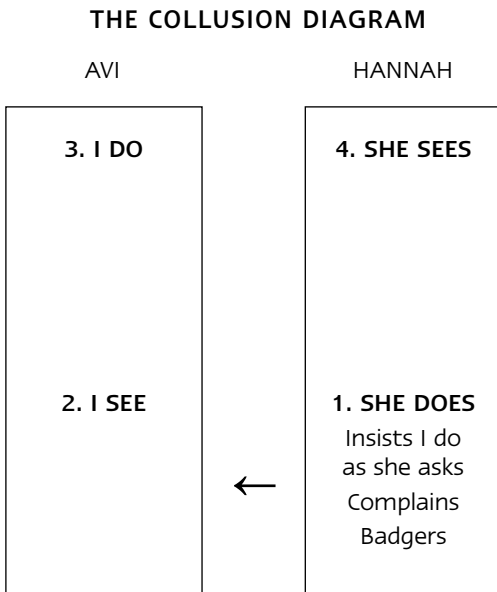 THE COLLUSION DIAGRAM
AVI
HANNAH
3. I DO
4. SHE SEES
2. I SEE
1. SHE DOES
Insists I do
as she asks
Complains
Badgers